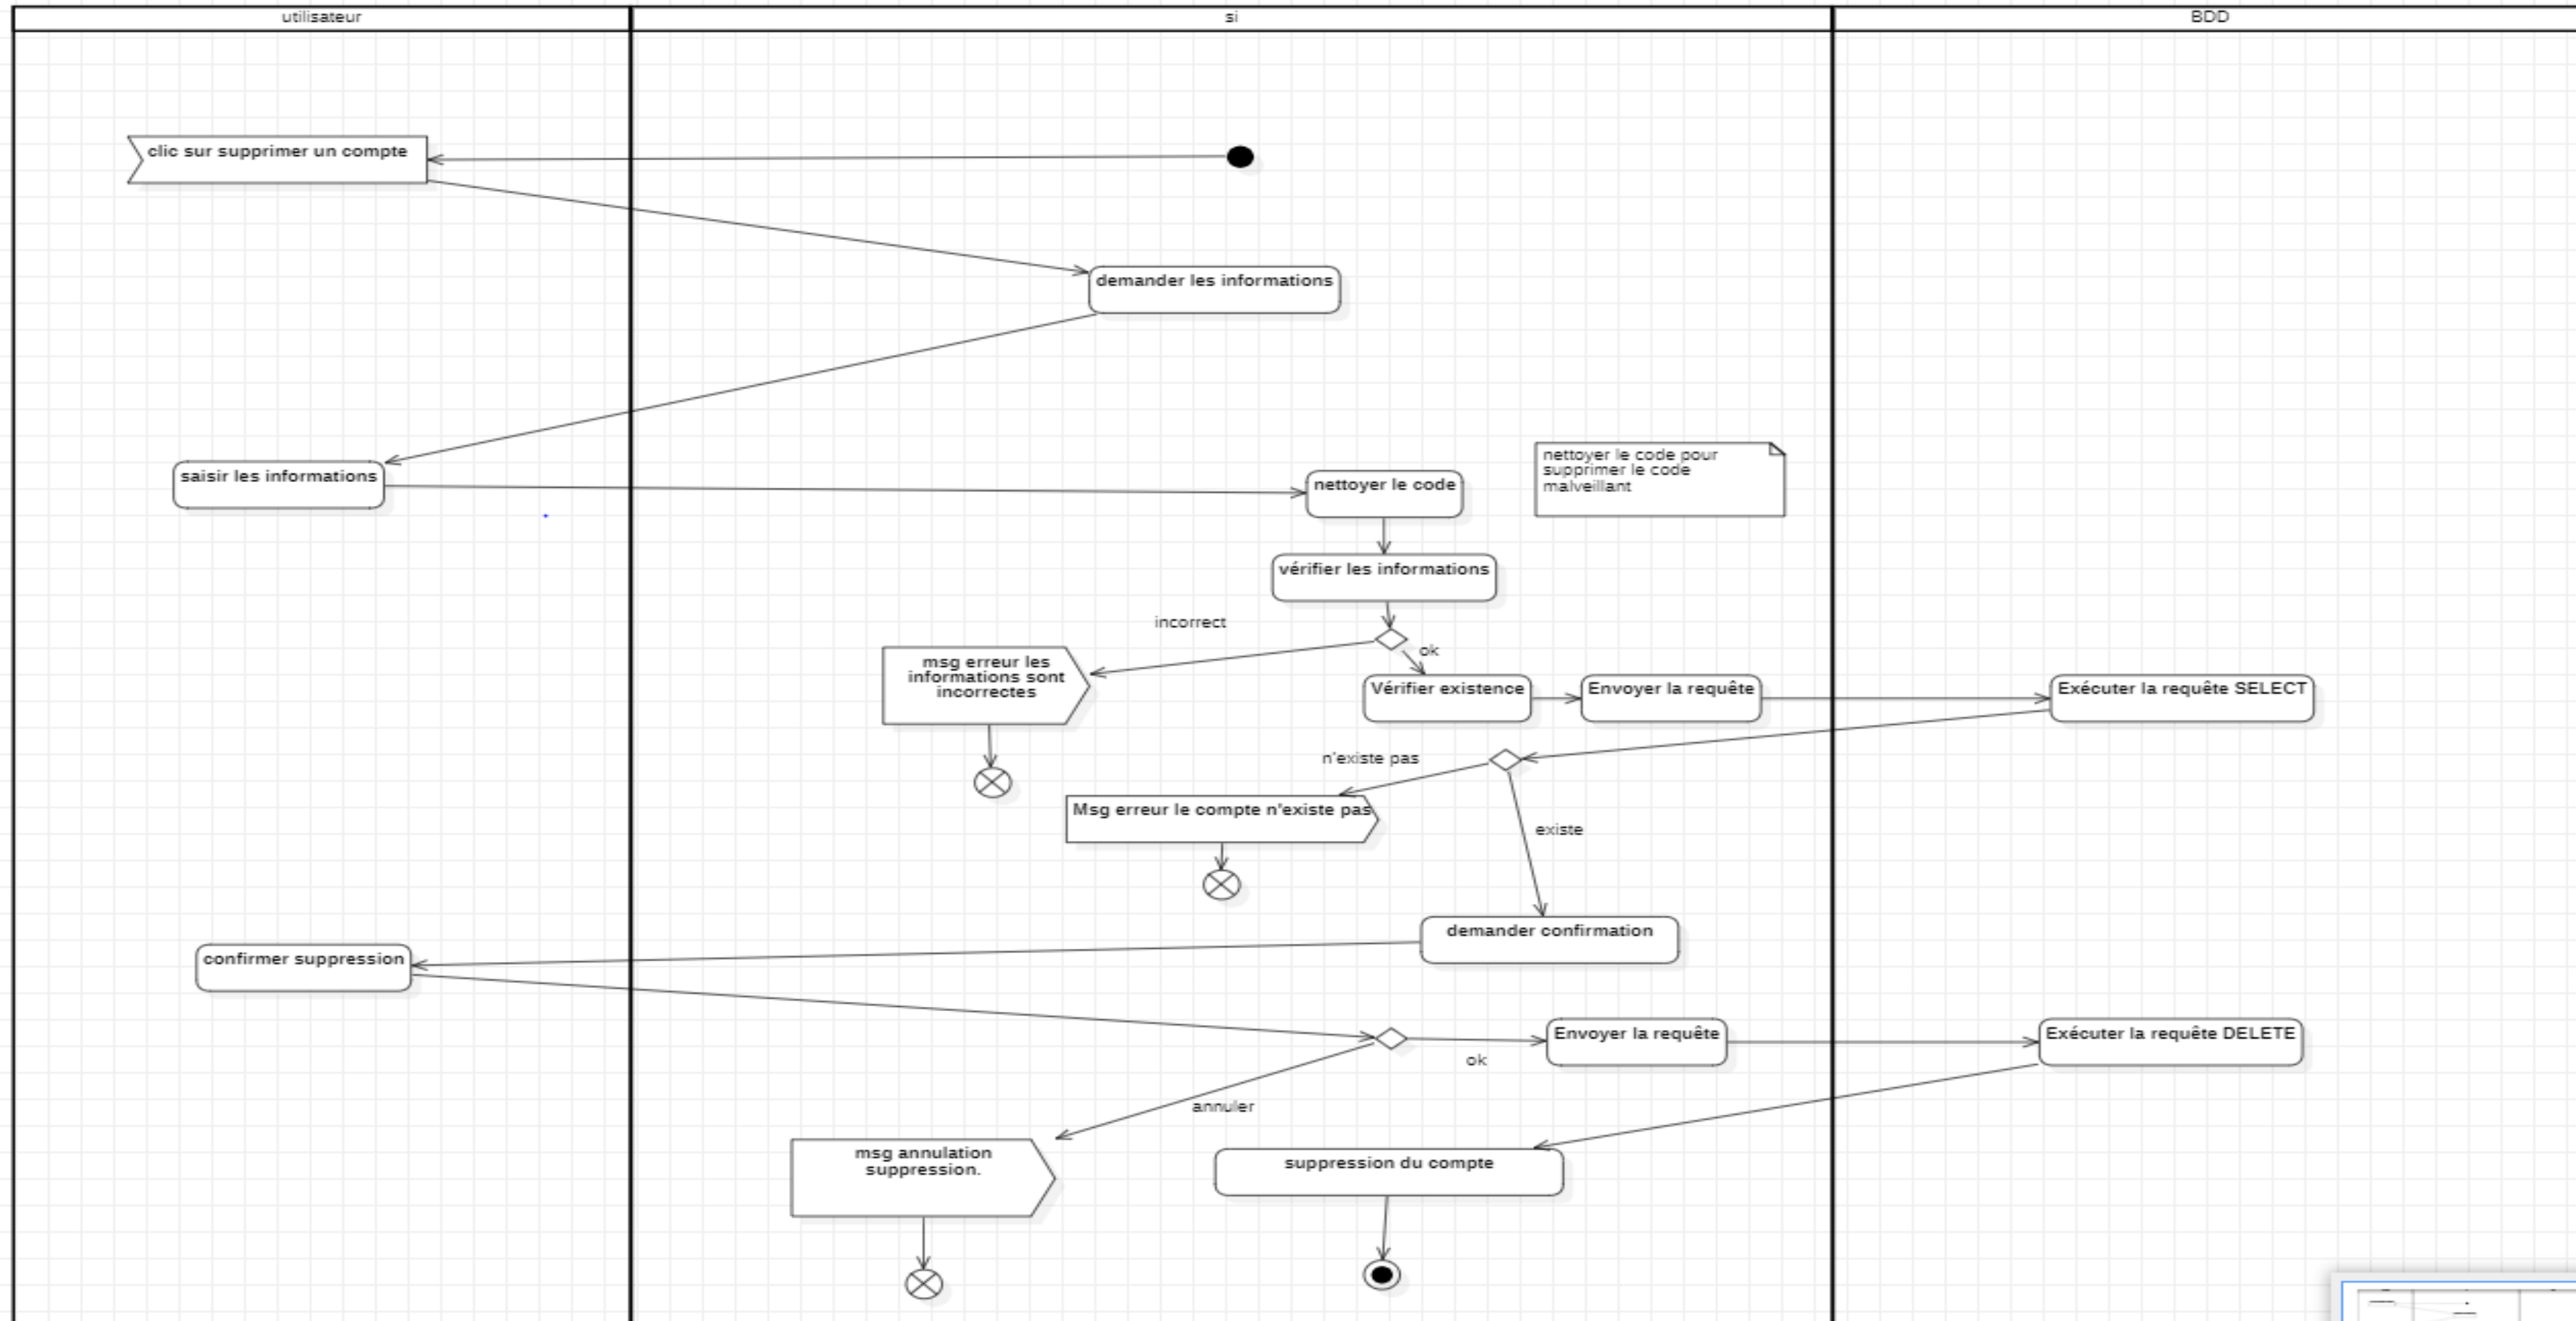 utilisateur
si
BDD
clic sur supprimer un compte
demander les informations
saisir les informations
nettoyer le code
nettoyer le code pour
supprimer le code
malveillant
vérifier les informations
incorrect
ok
msg erreur les
informations sont
incorrectes
Vérifier existence
Envoyer la requête
Exécuter la requête SELECT
n'existe pas
Msg erreur le compte n'existe pas
existe
demander confirmation
confirmer suppression
Envoyer la requête
Exécuter la requête DELETE
ok
annuler
msg annulation
suppression.
suppression du compte